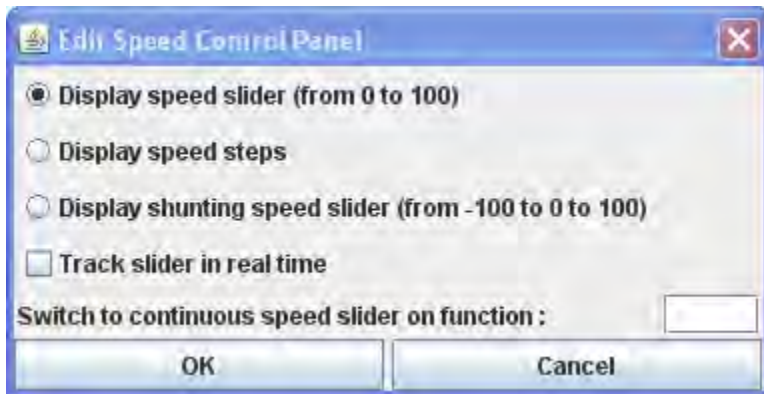 Edit Speed Control Panel
Display speed slider (from 0 to 100)
Display speed steps
Display shunting speed slider (from -100 to 0 to 100)
Track slider in real time
Switch to continuous speed slider on function :
OK Cancel